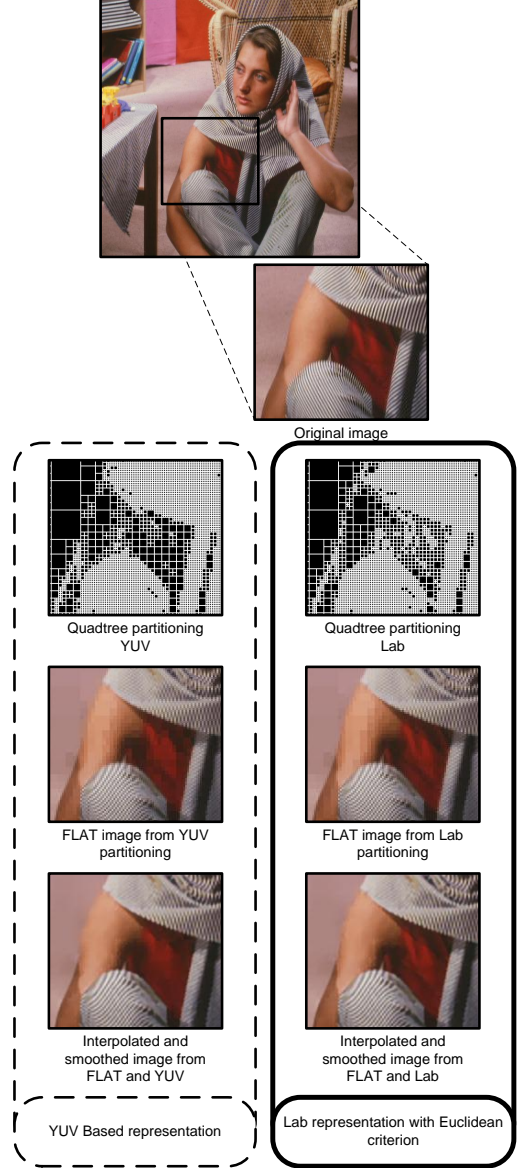 Original image
Quadtree partitioning
YUV
Quadtree partitioning
Lab
FLAT image from YUV
partitioning
FLAT image from Lab
partitioning
Interpolated and
smoothed image from
FLAT and YUV
Interpolated and
smoothed image from
FLAT and Lab
YUV Based representation
Lab representation with Euclidean
criterion